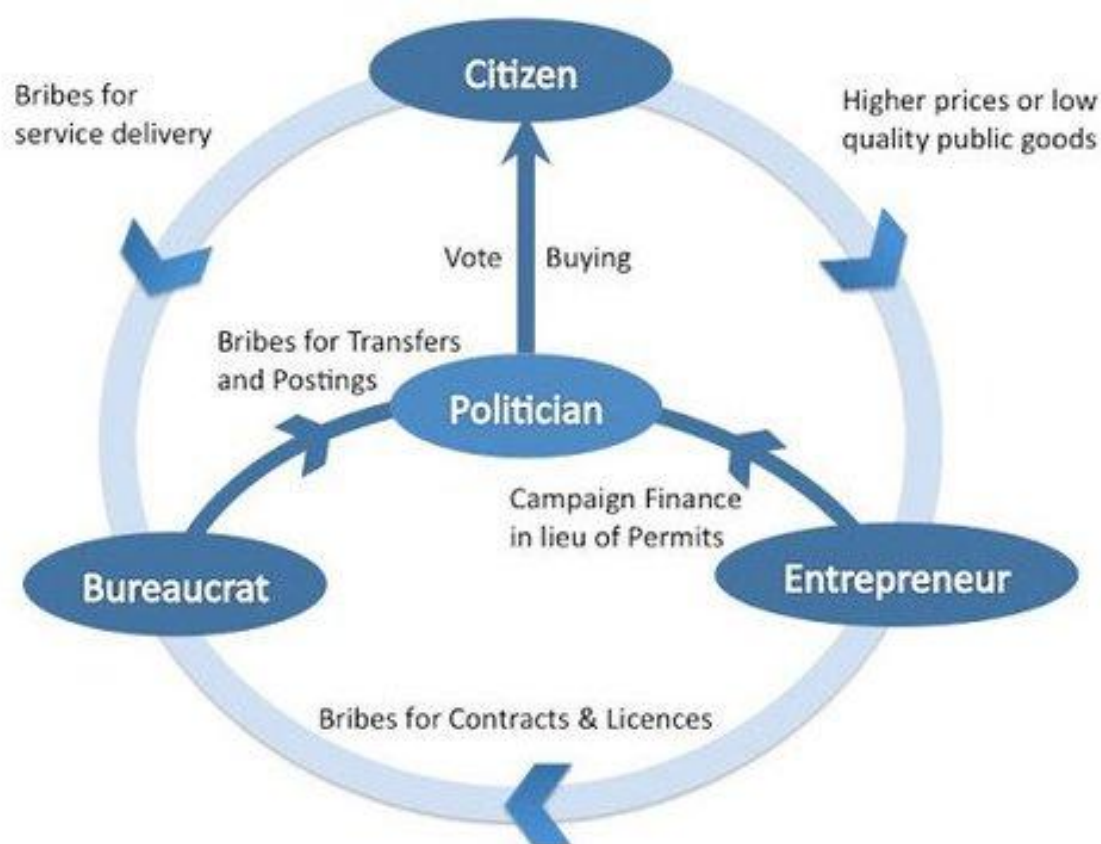 Citizen
Bribes for
service delivery
Higher prices or low
quality public goods
Vote Buying
Bribes for Transfers
and Postings
Politician
Campaign Finance
in lieu of Permits
Bureaucrat
Entrepreneur
Bribes for Contracts & Licences